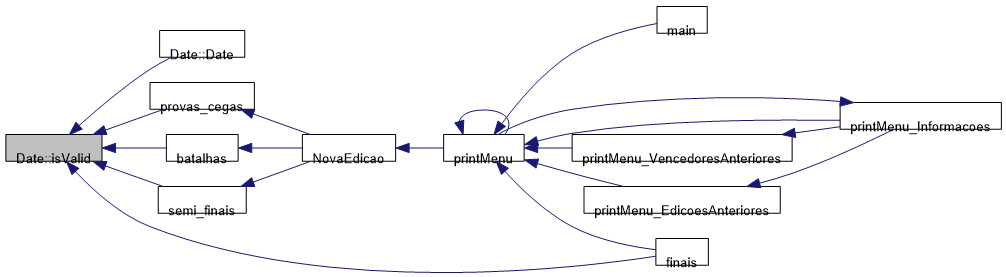 main
Date::Date
provas_cegas
printMenu_Informacoes
Date::isValid
batalhas
NovaEdicao
printMenu
printMenu_VencedoresAnteriores
semi_finais
printMenu_EdicoesAnteriores
finais